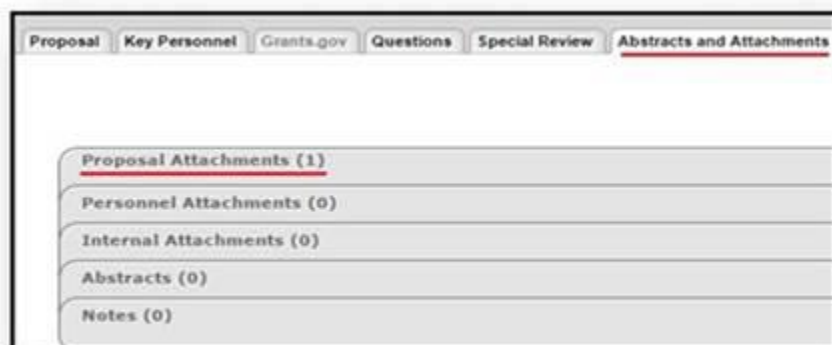 Proposal Key Personnel Grants.gov Questions Special Review Abstracts and Attachments
Proposal Attachments (1)
Personnel Attachments (0)
Internal Attachments (0)
Abstracts (0)
Notes (0)